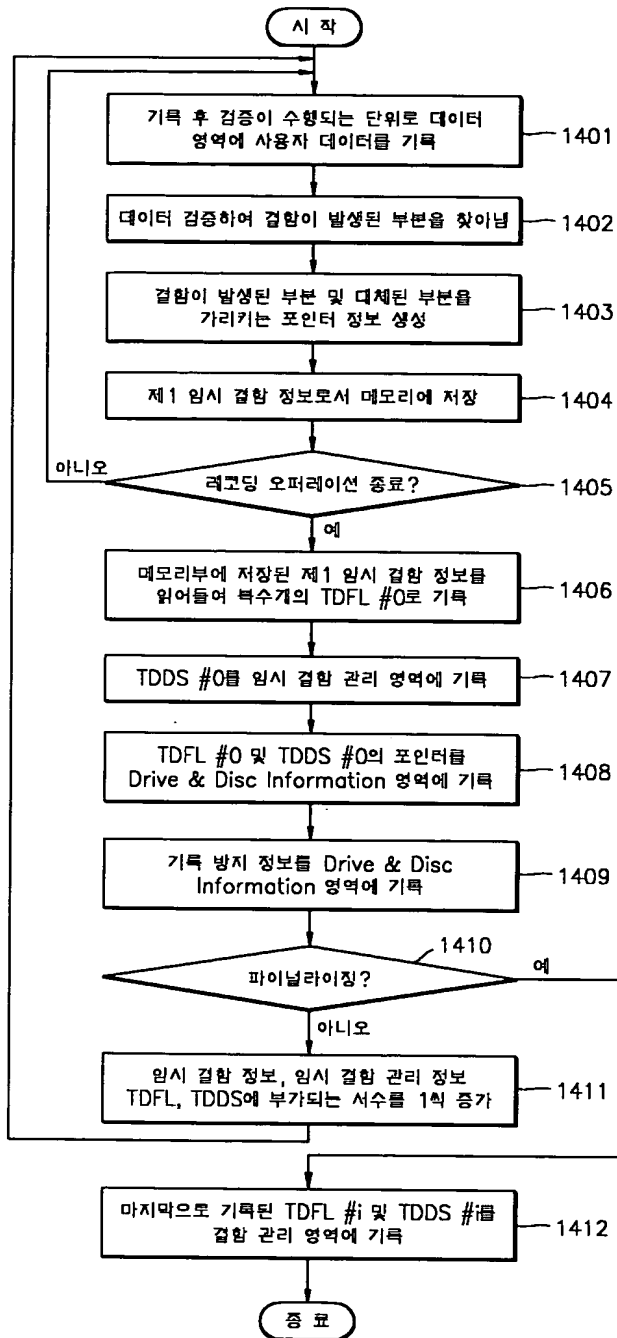 시 작
기록 후 검증이 수행되는 단위로 데이터
영역에 사용자 데이터를 기록
1401
데이터 검증하여 결함이 발생된 부분을 찾아냄
1402
결함이 발생된 부분 및 대체된 부분을
가리키는 포인터 정보 생성
1403
제1 임시 결함 정보로서 메모리에 저장
1404
아니오
레코딩 오퍼레이션 종료?
1405
예
메모리부에 저장된 제1 임시 결함 정보를
읽어들여 복수개의 TDFL #0로 기록
1406
TDDS #0를 임시 결함 관리 영역에 기록
1407
TDFL #0 및 TDDS #0의 포인터를
Drive & Disc Information 영역에 기록
1408
기록 방지 정보를 Drive & Disc
Information 영역에 기록
1409
1410
파이널라이징?
예
아니오
임시 결함 정보, 임시 결함 관리 정보
TDFL, TDDS에 부가되는 서수를 1씩 증가
1411
마지막으로 기록된 TDFL #i 및 TDDS #i를
결함 관리 영역에 기록
1412
종 료